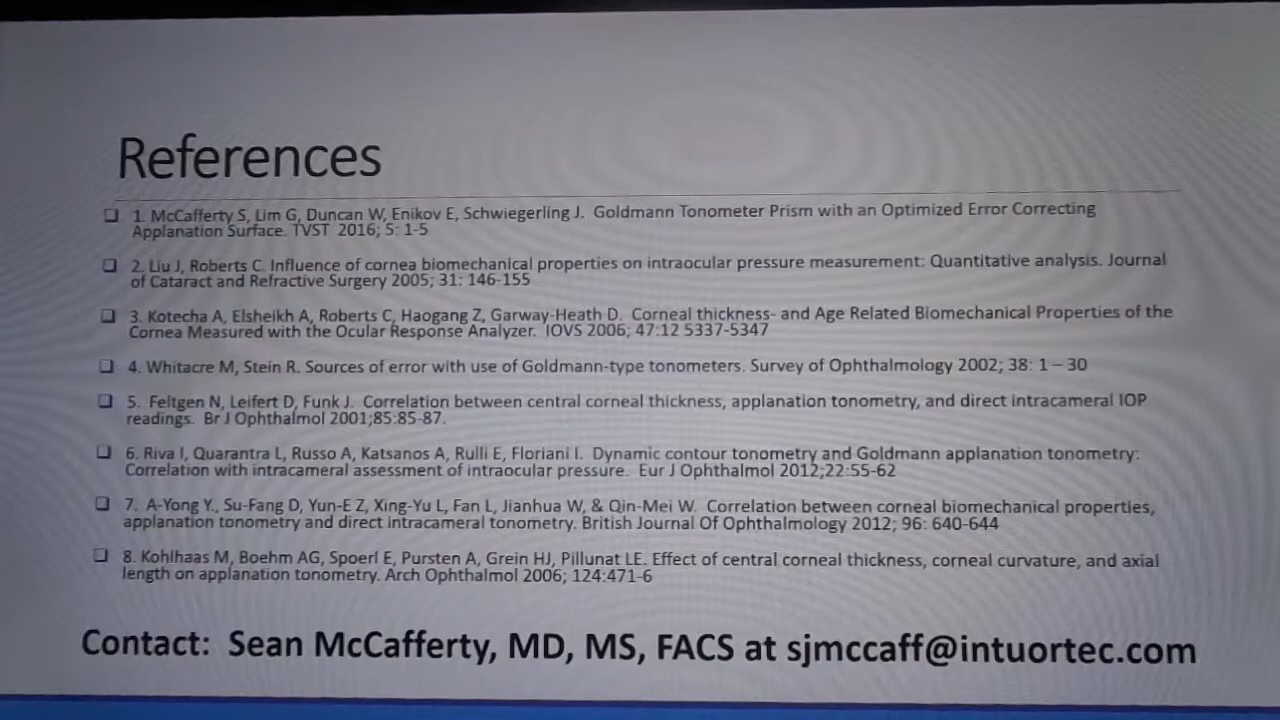 References
1. McCafferty S, Lim G, Duncan W, Enikov E, Schwiegerling J. Goldmann Tonometer Prism with an Optimized Error Correcting
Applanation Surface. TVST 2016; 5: 1-5
2. Liu J, Roberts C. Influence of cornea biomechanical properties on intraocular pressure measurement: Quantitative analysis. Journal
of Cataract and Refractive Surgery 2005; 31: 146-155
3. Kotecha A, Elsheikh A, Roberts C, Haogang Z, Garway-Heath D. Corneal thickness- and Age Related Biomechanical Properties of the
Cornea Measured with the Ocular Response Analyzer. IOVS 2006; 47:12 5337-5347
4. Whitacre M, Stein R. Sources of error with use of Goldmann-type tonometers. Survey of Ophthalmology 2002; 38: 1 – 30
5. Feltgen N, Leifert D, Funk J. Correlation between central corneal thickness, applanation tonometry, and direct intracameral IOP
readings. Br J Ophthalmol 2001;85:85-87.
6. Riva I, Quarantra L, Russo A, Katsanos A, Rulli E, Floriani I. Dynamic contour tonometry and Goldmann applanation tonometry:
Correlation with intracameral assessment of intraocular pressure. Eur J Ophthalmol 2012;22:55-62
7. A-Yong Y., Su-Fang D, Yun-E Z, Xing-Yu L, Fan L, Jianhua W, & Qin-Mei W. Correlation between corneal biomechanical properties,
applanation tonometry and direct intracameral tonometry. British Journal Of Ophthalmology 2012; 96: 640-644
8. Kohlhaas M, Boehm AG, Spoerl E, Pursten A, Grein HJ, Pillunat LE. Effect of central corneal thickness, corneal curvature, and axial
length on applanation tonometry. Arch Ophthalmol 2006; 124:471-6
Contact: Sean McCafferty, MD, MS, FACS at sjmccaff@intuortec.com